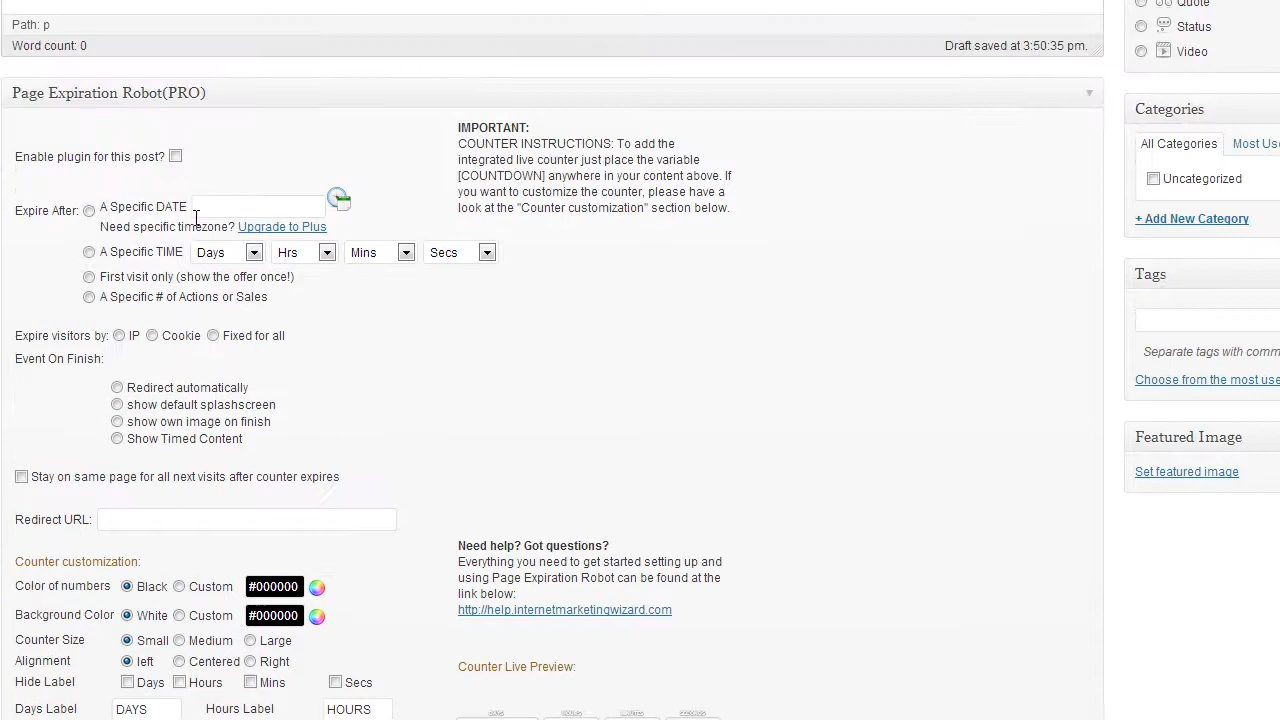 Path: p
Word count: 0
Draft saved at 3:50:35 pm.
Page Expiration Robot(PRO)
Enable plugin for this post?
Expire After:
A Specific DATE
Need specific timezone? Upgrade to Plus
A Specific TIME
Days
Hrs
Mins
Secs
First visit only (show the offer once!)
A Specific # of Actions or Sales
Expire visitors by:
IP
Cookie
Fixed for all
Event On Finish:
Redirect automatically
show default splashscreen
show own image on finish
Show Timed Content
Stay on same page for all next visits after counter expires
Redirect URL:
Counter customization:
Color of numbers
Black
Custom
#000000
Background Color
White
Custom
#000000
Counter Size
Small
Medium
Large
Alignment
left
Centered
Right
Hide Label
Days
Hours
Mins
Secs
Days Label
DAYS
Hours Label
HOURS
IMPORTANT:
COUNTER INSTRUCTIONS: To add the
integrated live counter just place the variable
[COUNTDOWN] anywhere in your content above. If
you want to customize the counter, please have a
look at the "Counter customization" section below.
Need help? Got questions?
Everything you need to get started setting up and
using Page Expiration Robot can be found at the
link below:
http://help.internetmarketingwizard.com
Counter Live Preview:
DAYS
HOURS
MINUTES
SECONDS
Quote
Status
Video
Categories
All Categories
Most Use
Uncategorized
+ Add New Category
Tags
Separate tags with comm
Choose from the most use
Featured Image
Set featured image